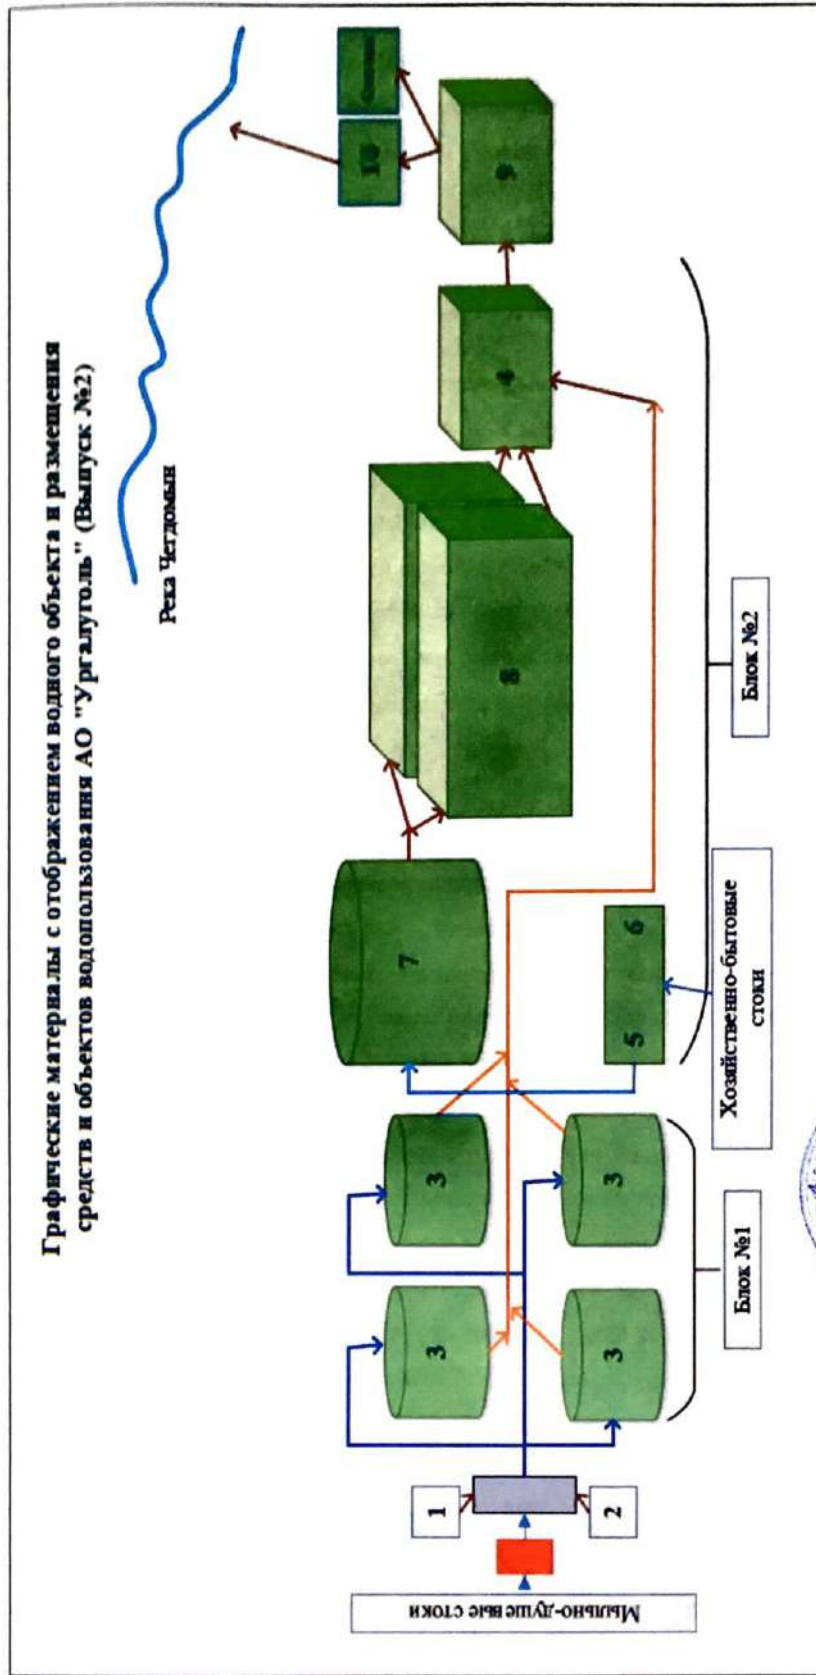 Графические материалы с отображением водного объекта и размещения
средств и объектов водопользования АО "Ургалуголь" (Выпуск №2)
Река Чегдомын
10
9
4
8
7
5 6
3
3
3
3
1
2
Мыльно-душевые стоки
Хозяйственно-бытовые
стоки
Блок №1
Блок №2